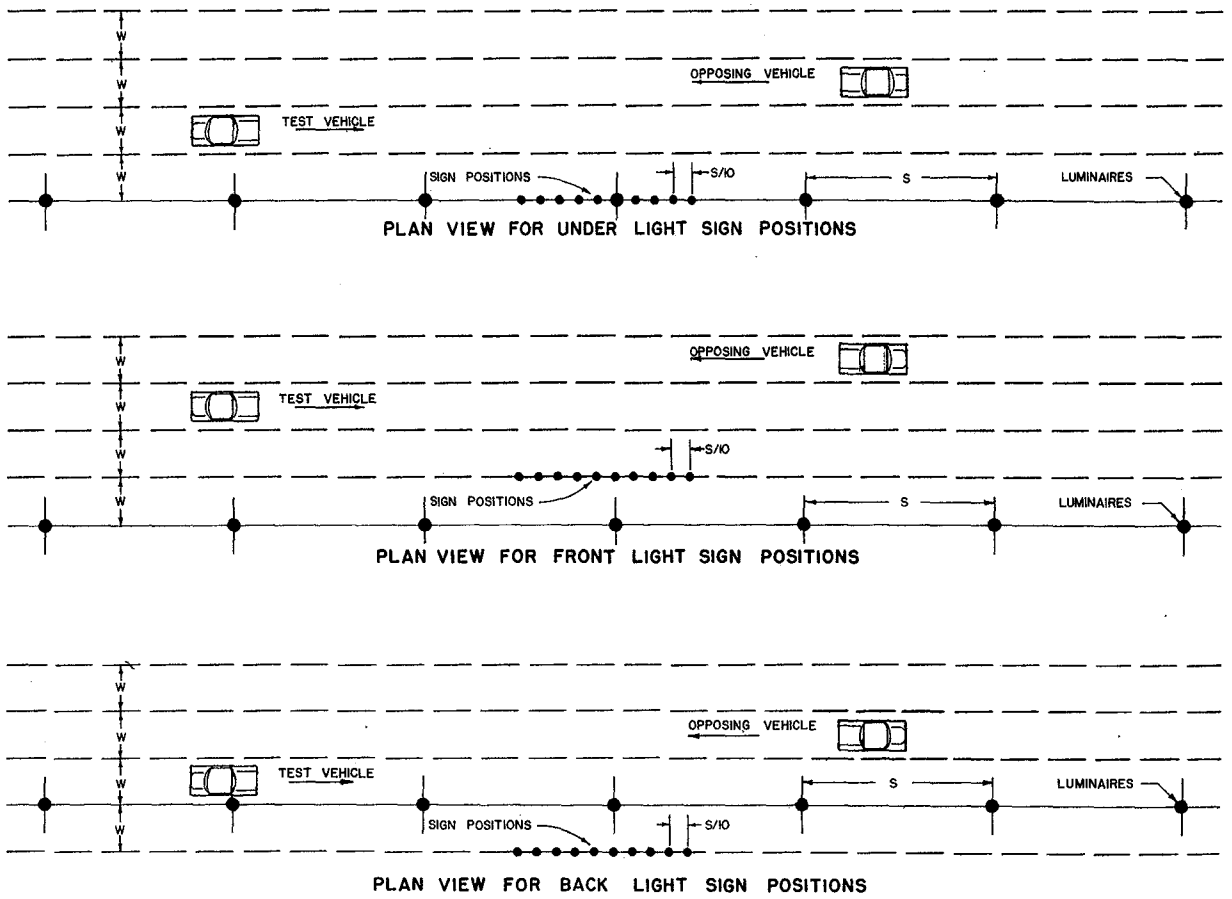 W
W
W
W
OPPOSING VEHICLE
TEST VEHICLE
SIGN POSITIONS
S/10
S
LUMINAIRES
PLAN VIEW FOR UNDER LIGHT SIGN POSITIONS
W
W
W
W
OPPOSING VEHICLE
TEST VEHICLE
S/10
SIGN POSITIONS
S
LUMINAIRES
PLAN VIEW FOR FRONT LIGHT SIGN POSITIONS
W
W
W
W
OPPOSING VEHICLE
TEST VEHICLE
S
LUMINAIRES
SIGN POSITIONS
S/10
PLAN VIEW FOR BACK LIGHT SIGN POSITIONS